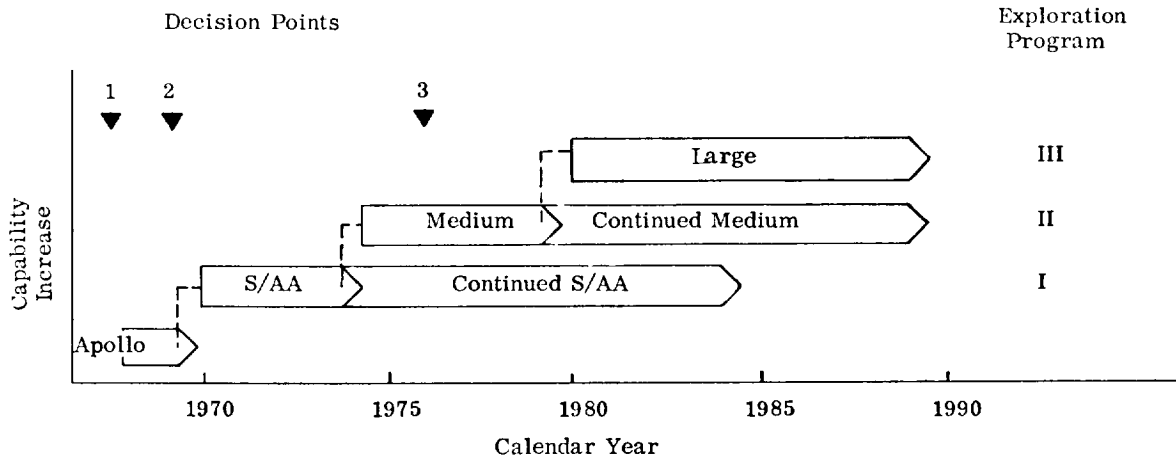 Decision Points
Exploration
Program
1 2 3
Large
III
Medium
Continued Medium
II
S/AA
Continued S/AA
I
Apollo
Capability
Increase
1970 1975 1980 1985 1990
Calendar Year